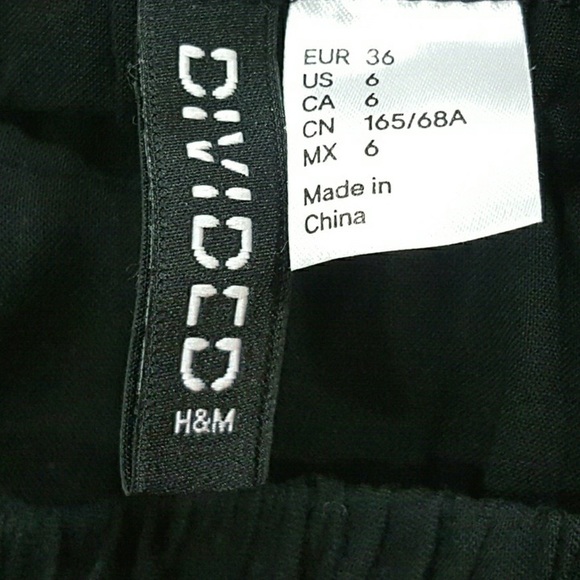 DIVIDED
H&M
EUR 36
US 6
CA 6
CN 165/68A
MX 6
Made in
China